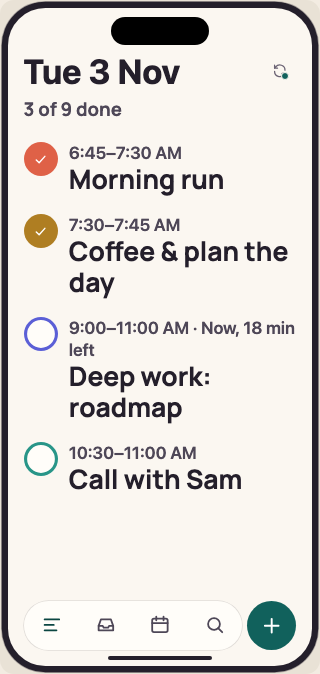 Tue 3 Nov
3 of 9 done
6:45–7:30 AM
Morning run
7:30–7:45 AM
Coffee & plan the
day
9:00–11:00 AM · Now, 18 min
left
Deep work:
roadmap
10:30–11:00 AM
Call with Sam